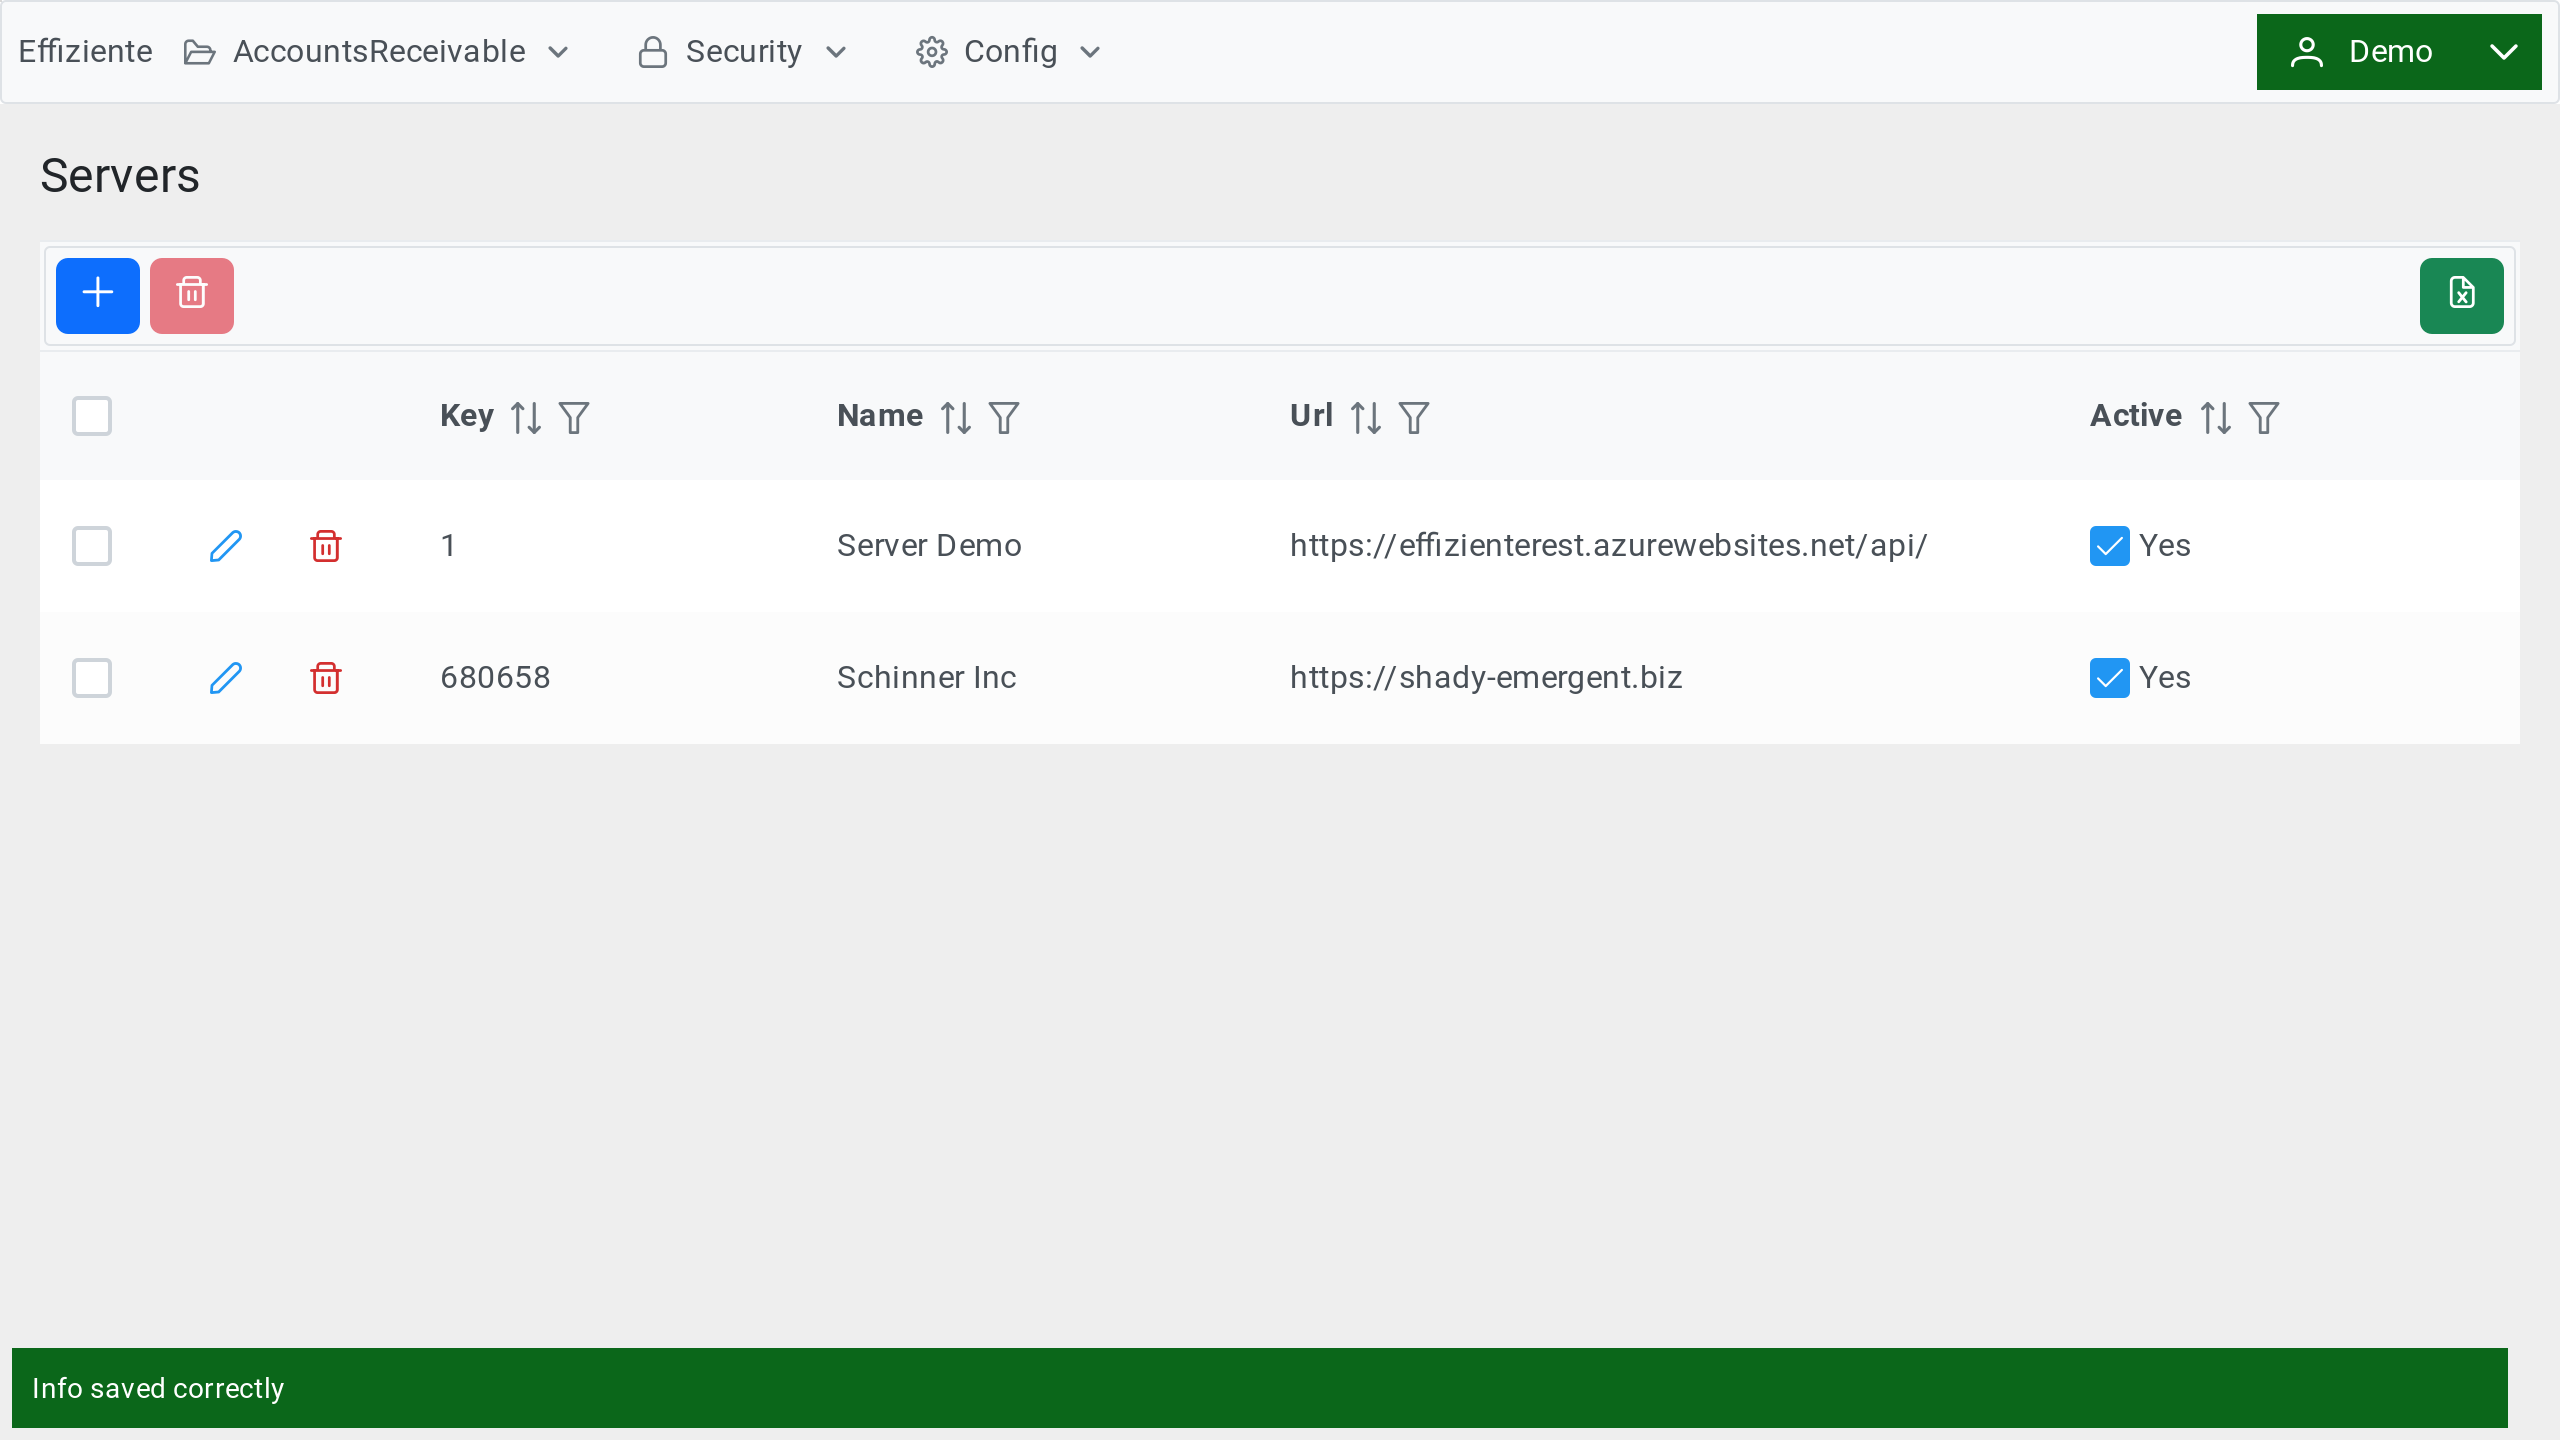 Effiziente AccountsReceivable Security Config Demo
Servers
Key Name Url Active
1 Server Demo https://effizienterest.azurewebsites.net/api/ Yes
680658 Schinner Inc https://shady-emergent.biz Yes
Info saved correctly